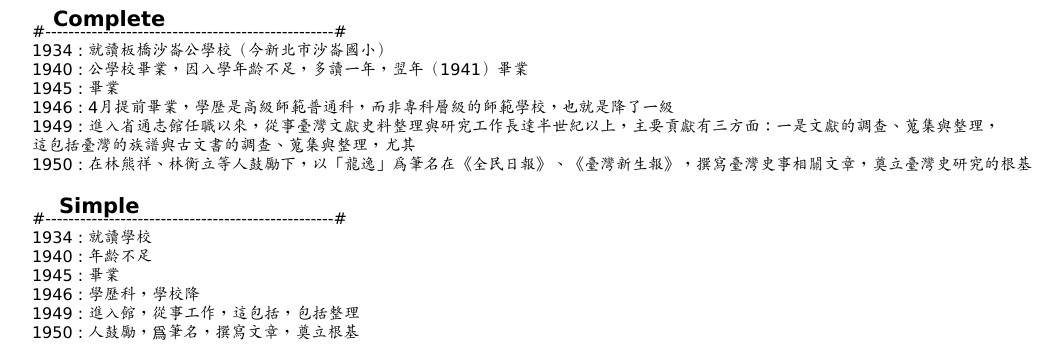 Complete
#------------------------------------------------#
1934：就讀板橋沙崙公學校（今新北市沙崙國小）
1940：公學校畢業，因入學年齡不足，多讀一年，翌年（1941）畢業
1945：畢業
1946：4月提前畢業，學歷是高級師範普通科，而非專科層級的師範學校，也就是降了一級
1949：進入省通志館任職以來，從事臺灣文獻史料整理與研究工作長達半世紀以上，主要貢獻有三方面：一是文獻的調查、蒐集與整理，
這包括臺灣的族譜與古文書的調查、蒐集與整理，尤其
1950：在林熊祥、林衡立等人鼓勵下，以「龍逸」為筆名在《全民日報》、《臺灣新生報》，撰寫臺灣史事相關文章，奠立臺灣史研究的根基
Simple
#------------------------------------------------#
1934：就讀學校
1940：年齡不足
1945：畢業
1946：學歷科，學校降
1949：進入館，從事工作，這包括，包括整理
1950：人鼓勵，為筆名，撰寫文章，奠立根基